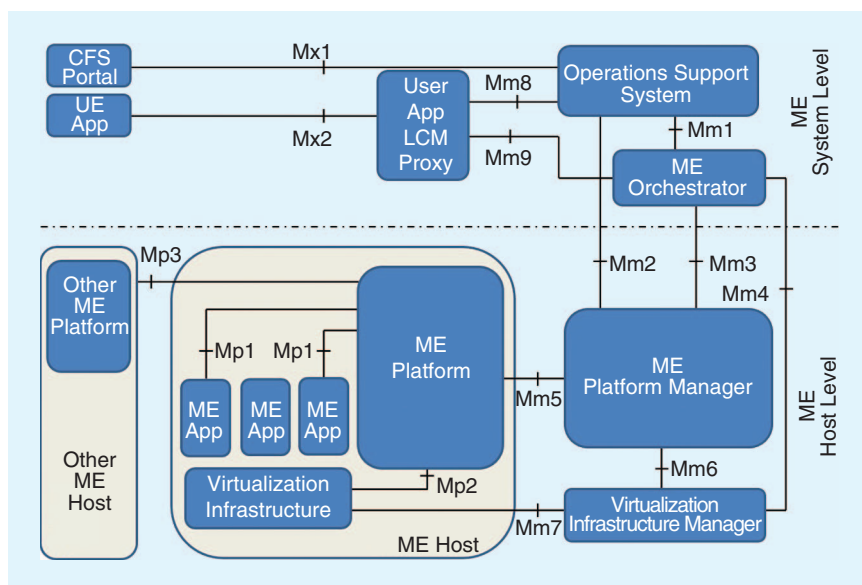 CFS
Portal
Mx1
Operations Support
System
UE
App
Mx2
User
App
LCM
Proxy
Mm8
Mm9
Mm1
ME
Orchestrator
ME
System Level
Mp3
Other
ME
Platform
Other
ME
Host
Mp1
Mp1
ME
Platform
ME
App
ME
App
ME
App
Virtualization
Infrastructure
Mp2
ME Host
Mm2
Mm3
Mm4
Mm5
ME
Platform Manager
Mm6
Mm7
Virtualization
Infrastructure Manager
ME
Host Level